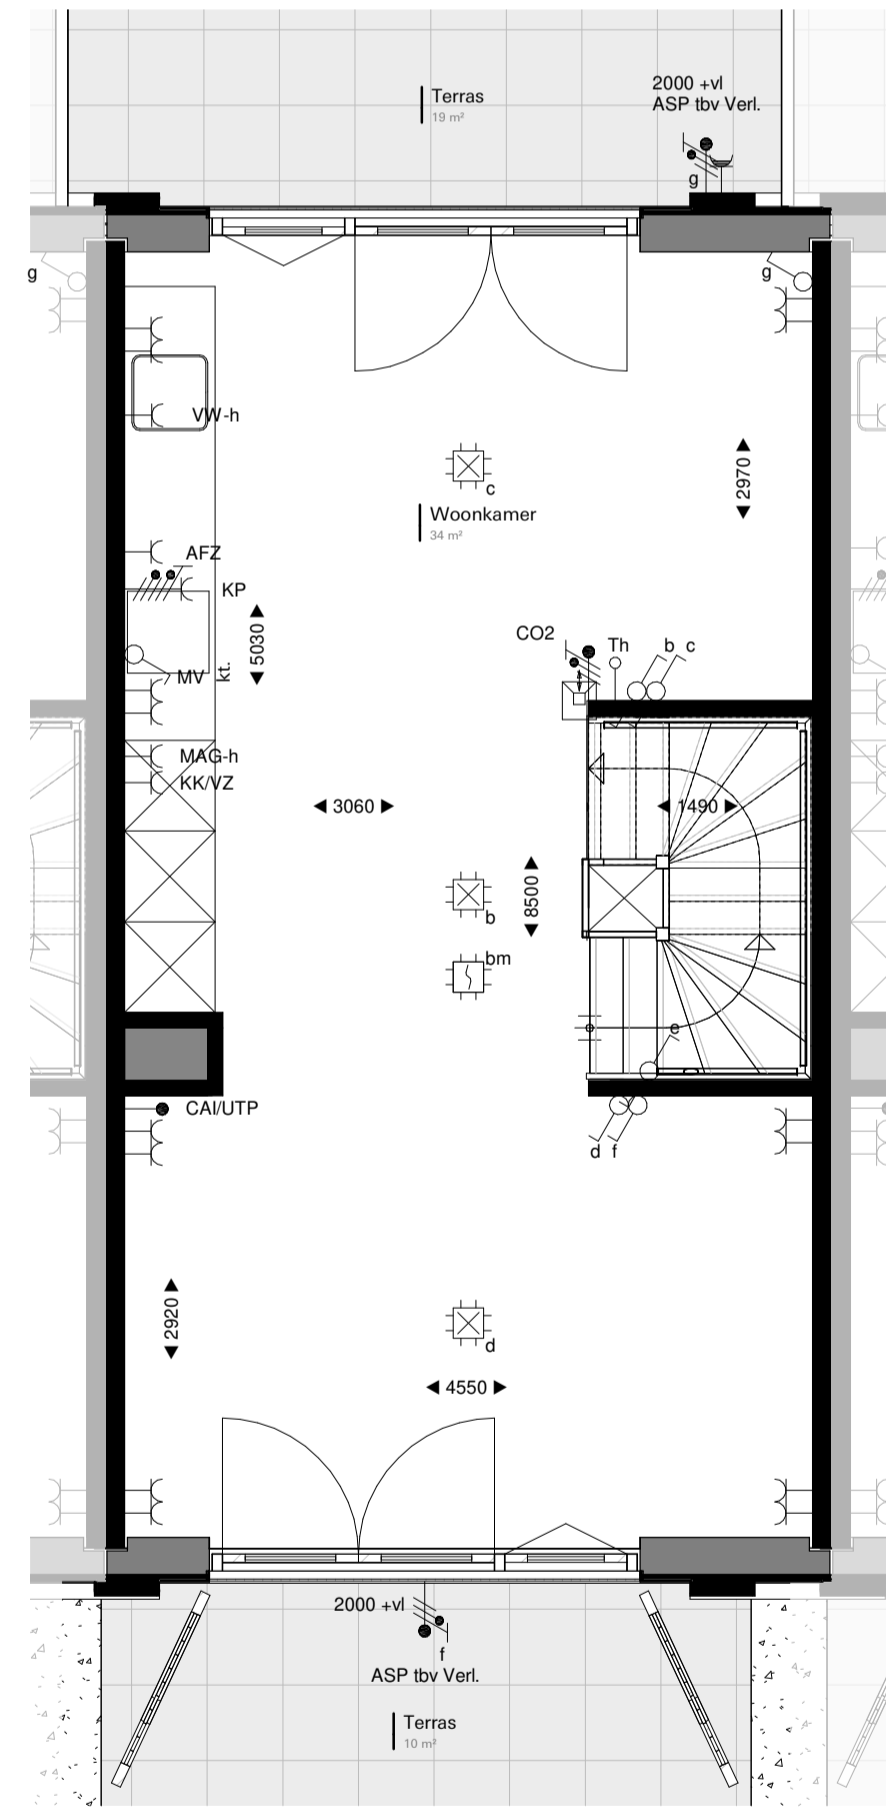 2000 +vl
ASP tbv Verl.
Terras
19 m²
g
g
g
VW-h
c
2970
Woonkamer
34 m²
AFZ
KP
5030
kt.
MV
CO2
Th
b c
MAG-h
KK/VZ
3060
1490
8500
b
bm
e
CAI/UTP
d f
2920
d
4550
2000 +vl
f
ASP tbv Verl.
Terras
10 m²